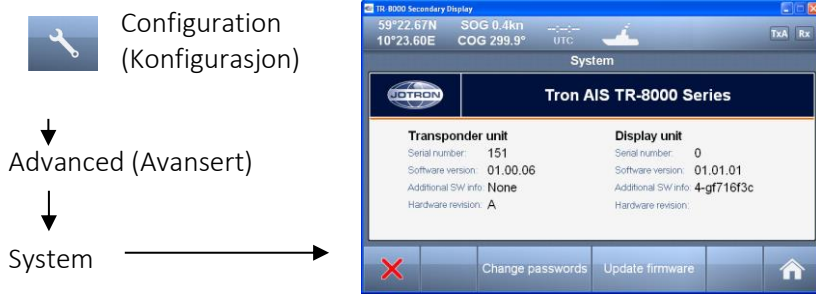 Configuration
(Konfigurasjon)
Advanced (Avansert)
System
TR-8000 Secondary Display
59°22.67N SOG 0.4kn --:--:--
10°23.60E COG 299.9° UTC
TxA Rx
System
JOTRON
Tron AIS TR-8000 Series
Transponder unit Display unit
Serial number: 151 Serial number: 0
Software version: 01.00.06 Software version: 01.01.01
Additional SW info: None Additional SW info: 4-gf716f3c
Hardware revision: A Hardware revision:
Change passwords Update firmware